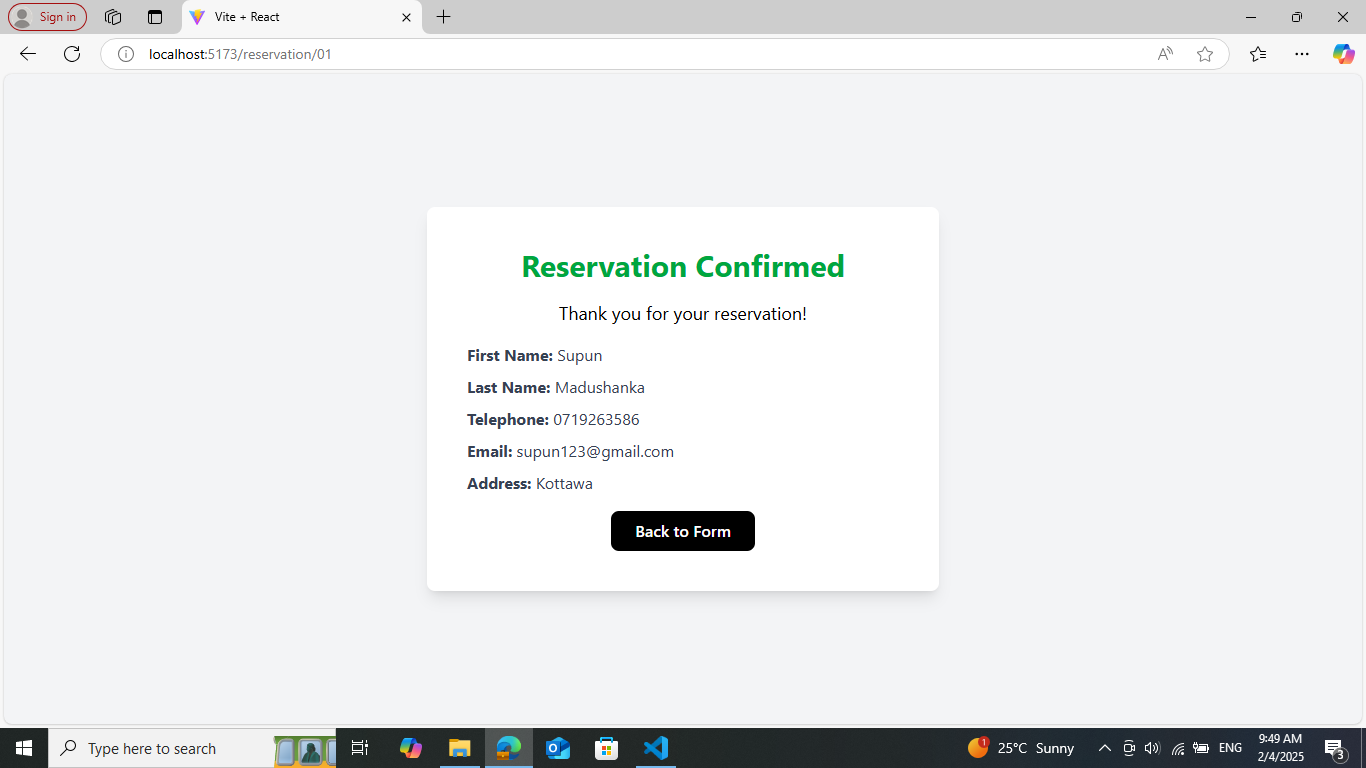 Sign in
Vite + React
localhost:5173/reservation/01
Reservation Confirmed
Thank you for your reservation!
First Name: Supun
Last Name: Madushanka
Telephone: 0719263586
Email: supun123@gmail.com
Address: Kottawa
Back to Form
Type here to search
1
25°C Sunny
ENG
9:49 AM
2/4/2025
3